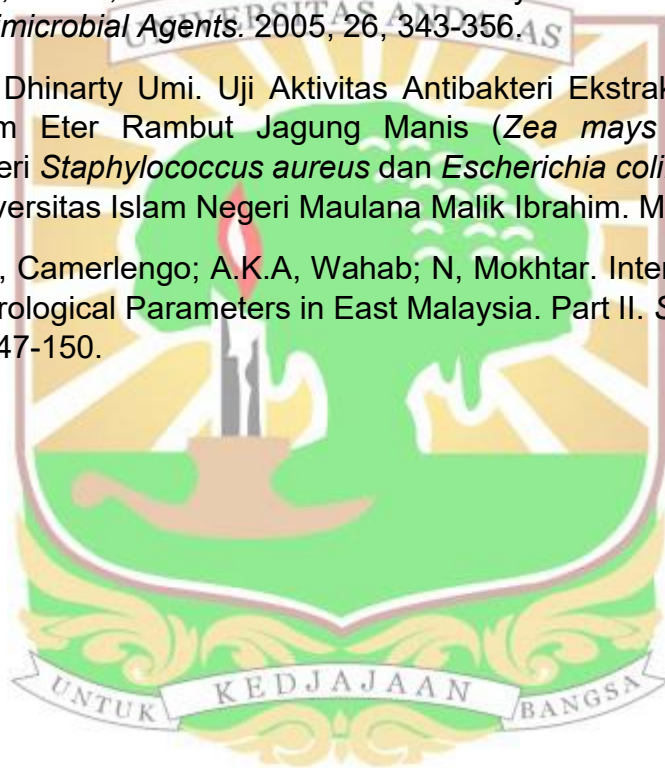 imicrobial Agents. 2005, 26, 343-356.
UNIVERSITAS ANDALAS
Dhinarty Umi. Uji Aktivitas Antibakteri Ekstrak
m Eter Rambut Jagung Manis (Zea mays
eri Staphylococcus aureus dan Escherichia coli
versitas Islam Negeri Maulana Malik Ibrahim. M
, Camerlengo; A.K.A, Wahab; N, Mokhtar. Inter
rological Parameters in East Malaysia. Part II. S
47-150.
UNTUK KEDJAJAAN BANGSA